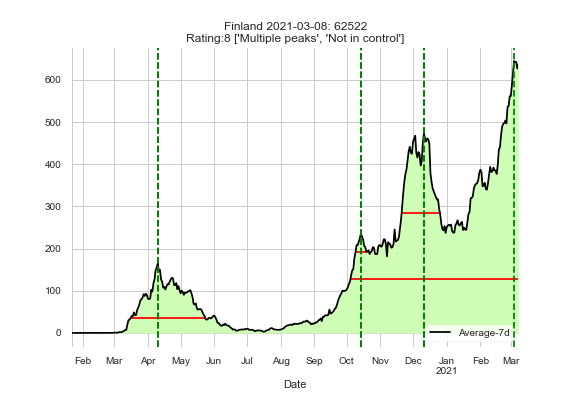 Finland 2021-03-08: 62522
Rating:8 ['Multiple peaks', 'Not in control']
600
500
400
300
200
100
0
Average-7d
Feb Mar Apr May Jun Jul Aug Sep Oct Nov Dec Jan Feb Mar
2021
Date